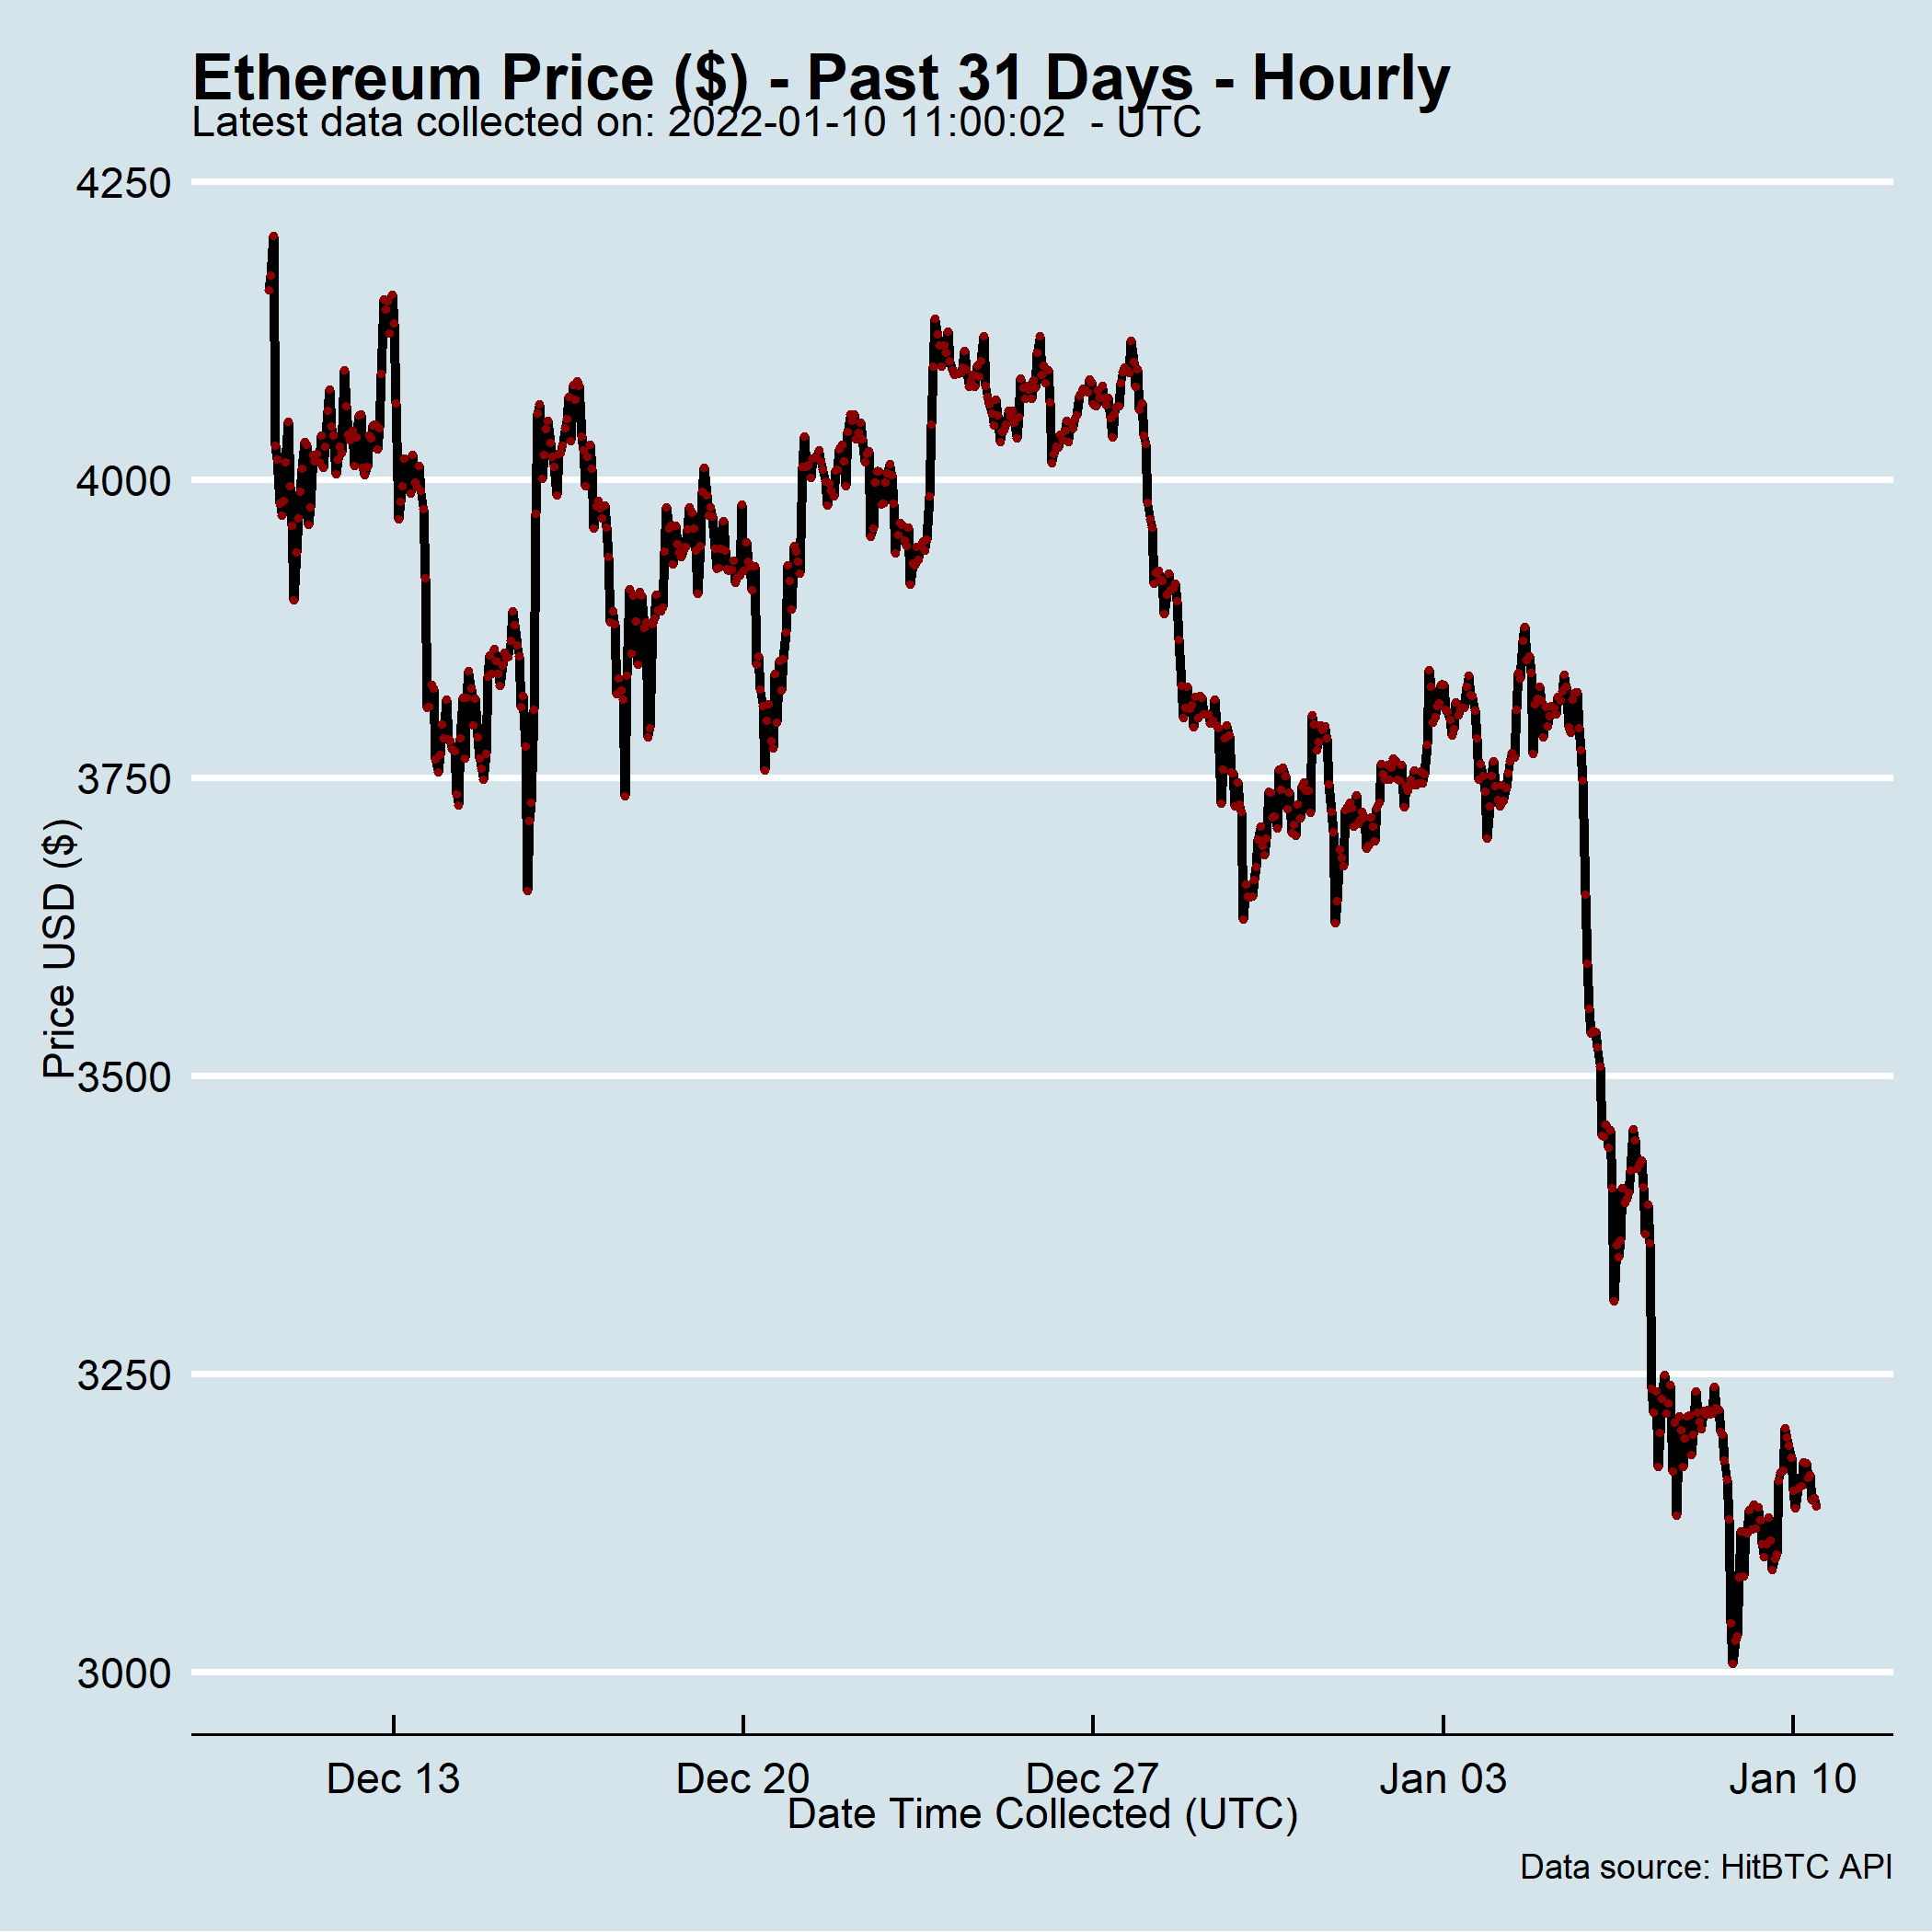 Ethereum Price ($) - Past 31 Days - Hourly
Latest data collected on: 2022-01-10 11:00:02  - UTC
4250
4000
3750
3500
3250
3000
Price USD ($)
Dec 13
Dec 20
Dec 27
Jan 03
Jan 10
Date Time Collected (UTC)
Data source: HitBTC API